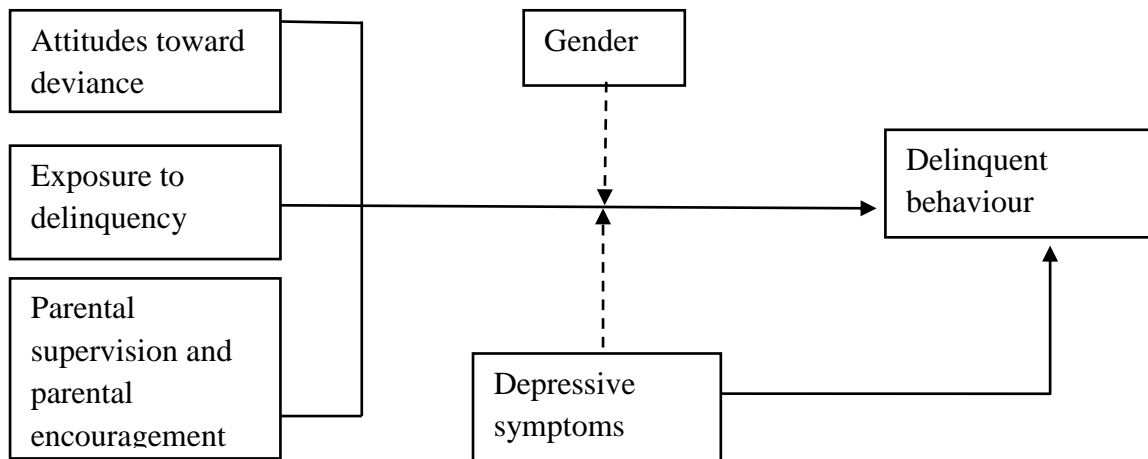 Attitudes toward
deviance
Gender
Exposure to
delinquency
Delinquent
behaviour
Parental
supervision and
parental
encouragement
Depressive
symptoms